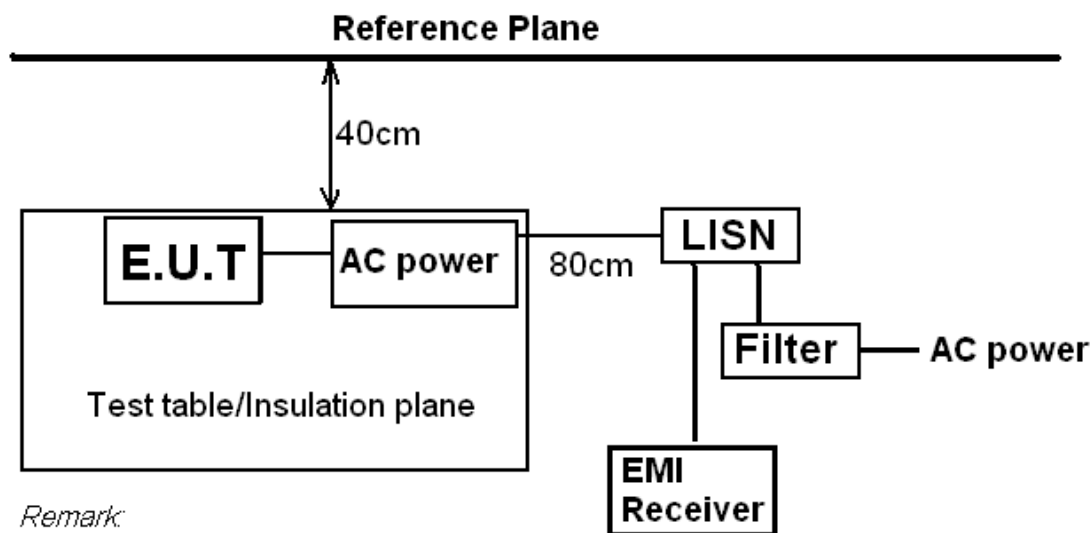 Reference Plane
40cm
E.U.T
AC power
80cm
LISN
Filter
AC power
Test table/Insulation plane
EMI
Receiver
Remark: